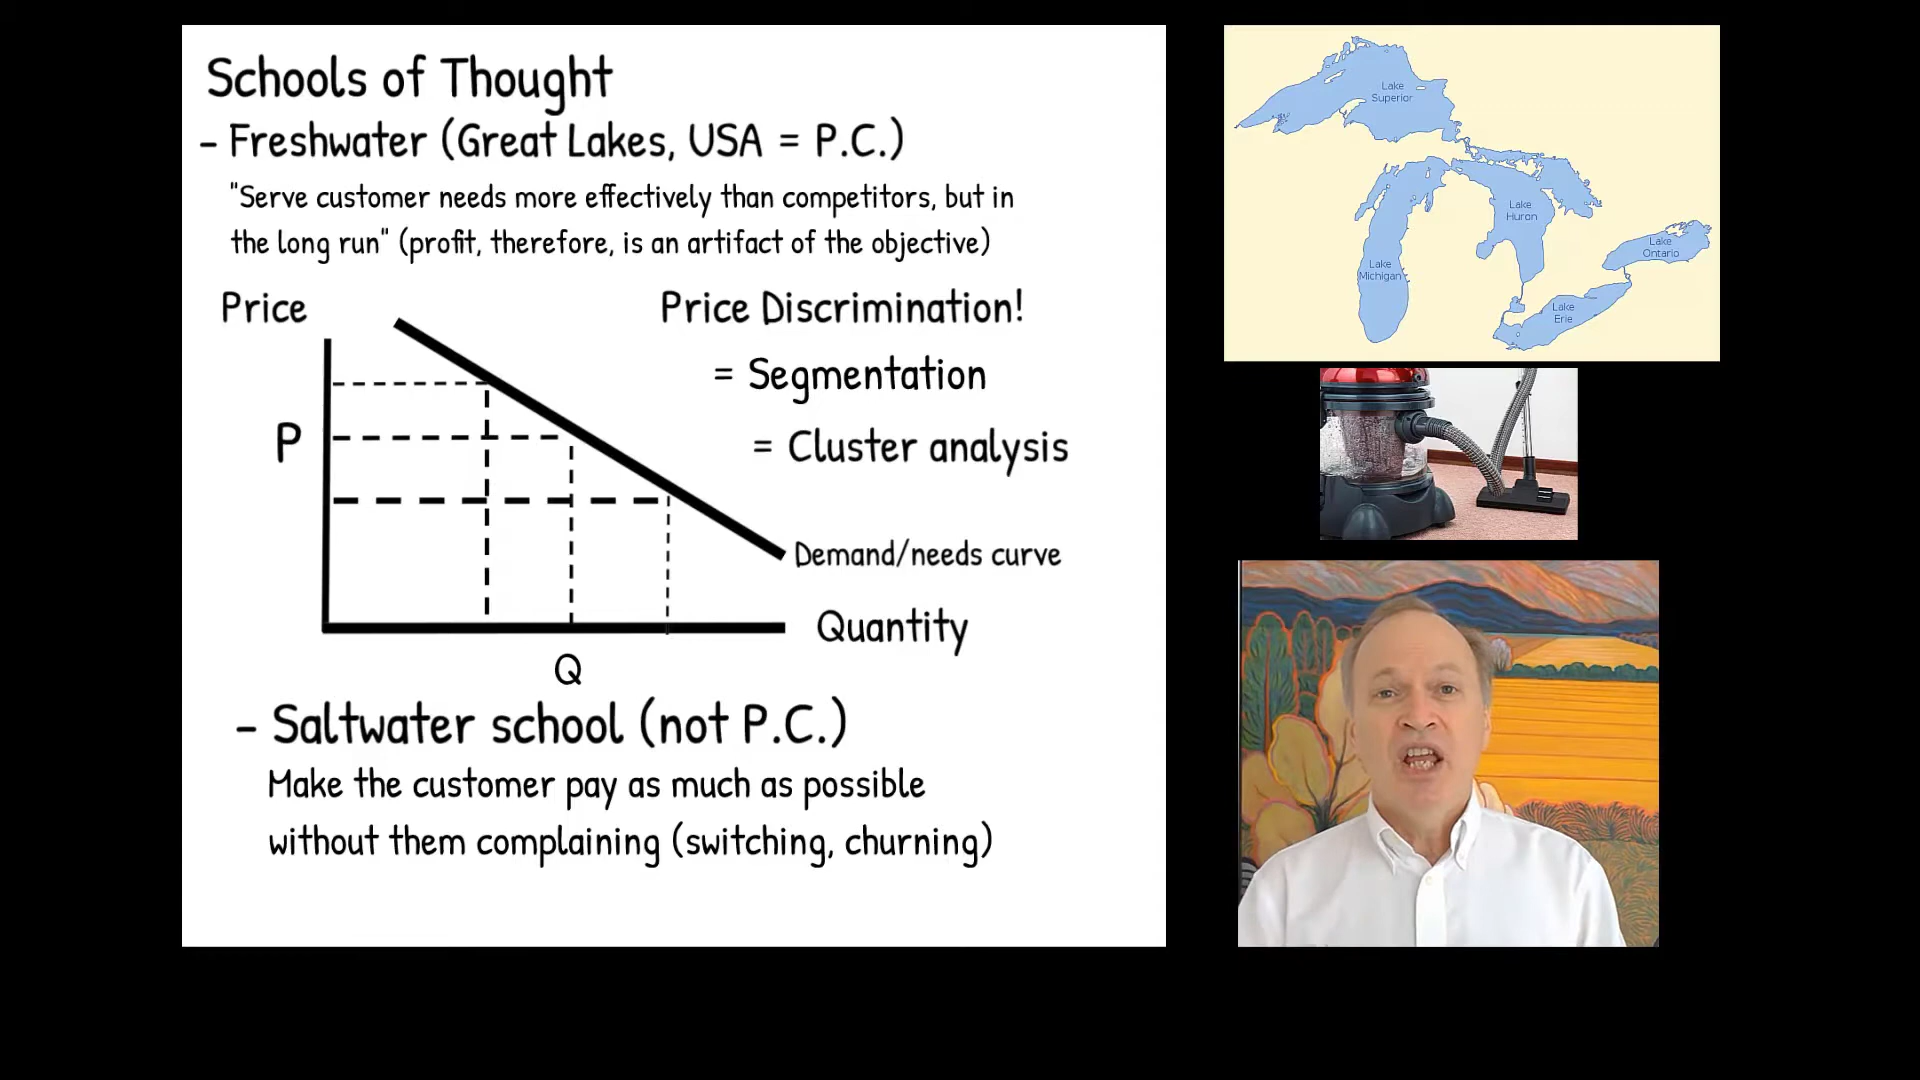 Schools of Thought
- Freshwater (Great Lakes, USA = P.C.)
"Serve customer needs more effectively than competitors, but in
the long run" (profit, therefore, is an artifact of the objective)
Price
Price Discrimination!
= Segmentation
P
= Cluster analysis
Demand/needs curve
Quantity
Q
- Saltwater school (not P.C.)
Make the customer pay as much as possible
without them complaining (switching, churning)
Lake
Superior
Lake
Huron
Lake
Ontario
Lake
Michigan
Lake
Erie